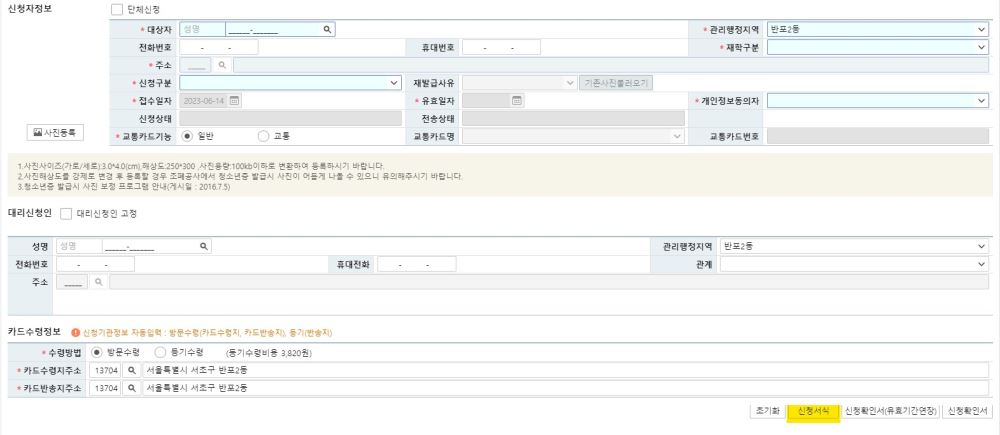 신청자정보 단체신청
* 대상자 성명 ______-_______ * 관리행정지역 반포2동
전화번호 - - 휴대번호 - - * 재학구분
* 주소
* 신청구분 재발급사유 기존사진불러오기
* 접수일자 2023-06-14 * 유효일자 * 개인정보동의자
신청상태 전송상태
사진등록 * 교통카드기능 일반 교통 교통카드명 교통카드번호
1.사진사이즈(가로/세로):3.0*4.0(cm),해상도:250*300 ,사진용량:100kb이하로 변환하여 등록하시기 바랍니다.
2.사진해상도를 강제로 변경 후 등록할 경우 조폐공사에서 청소년증 발급시 사진이 어둡게 나올 수 있으니 유의해주시기 바랍니다.
3.청소년증 발급시 사진 보정 프로그램 안내(게시일 : 2016.7.5)
대리신청인 대리신청인 고정
성명 성명 ______-_______ 관리행정지역 반포2동
전화번호 - - 휴대전화 - - 관계
주소
카드수령정보 신청기관정보 자동입력 : 방문수령(카드수령지, 카드반송지), 등기(반송지)
* 수령방법 방문수령 등기수령 (등기수령비용 3,820원)
* 카드수령지주소 13704 서울특별시 서초구 반포2동
* 카드반송지주소 13704 서울특별시 서초구 반포2동
초기화 신청서식 신청확인서(유효기간연장) 신청확인서